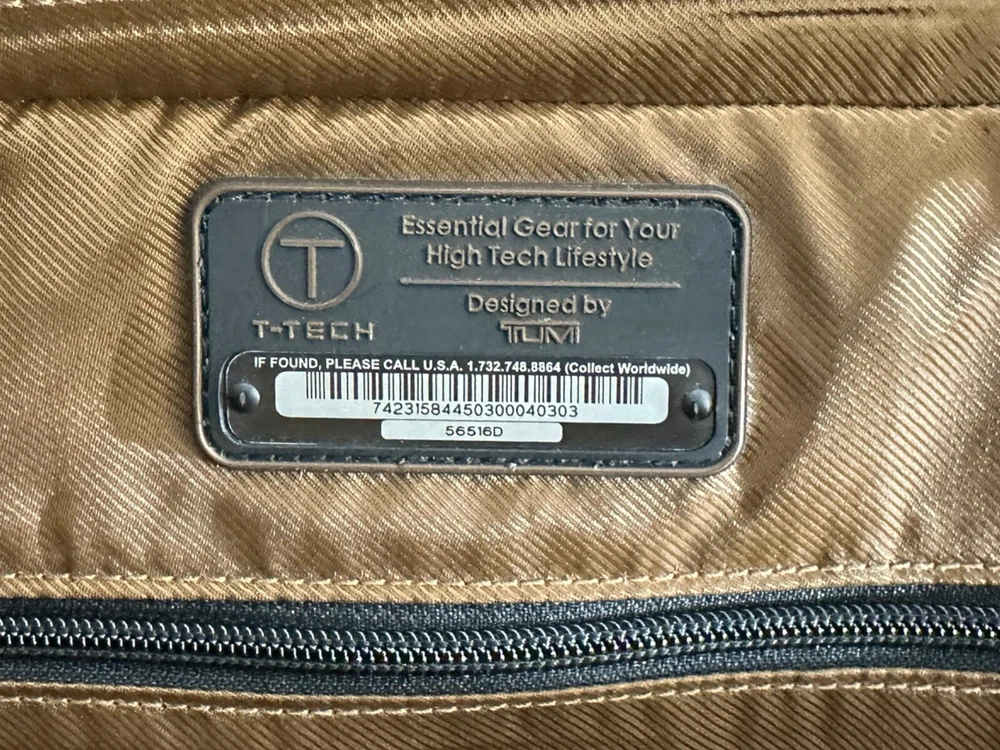 T
T-TECH
Essential Gear for Your
High Tech Lifestyle
Designed by
TUMI
IF FOUND, PLEASE CALL U.S.A. 1.732.748.8864 (Collect Worldwide)
74231584450300040303
56516D